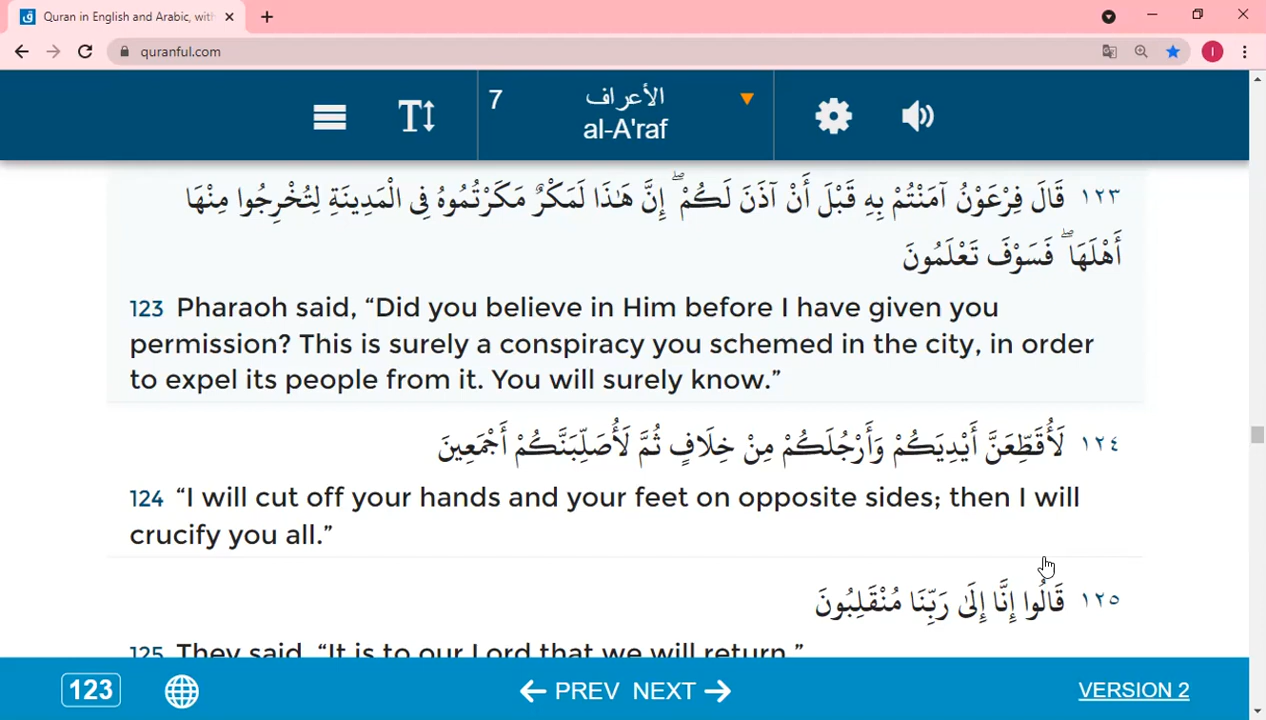 Quran in English and Arabic, with
quranful.com
I
7
الأعراف
al-A'raf
١٢٣ قَالَ فِرْعَوْنُ آمَنْتُمْ بِهِ قَبْلَ أَنْ آذَنَ لَكُمْ ۖ إِنَّ هَٰذَا لَمَكْرٌ مَكَرْتُمُوهُ فِى الْمَدِينَةِ لِتُخْرِجُوا مِنْهَا
أَهْلَهَا ۖ فَسَوْفَ تَعْلَمُونَ
123 Pharaoh said, “Did you believe in Him before I have given you
permission? This is surely a conspiracy you schemed in the city, in order
to expel its people from it. You will surely know.”
١٢٤ لَأُقَطِّعَنَّ أَيْدِيَكُمْ وَأَرْجُلَكُمْ مِنْ خِلَافٍ ثُمَّ لَأُصَلِّبَنَّكُمْ أَجْمَعِينَ
124 “I will cut off your hands and your feet on opposite sides; then I will
crucify you all.”
١٢٥ قَالُوا إِنَّا إِلَىٰ رَبِّنَا مُنْقَلِبُونَ
125 They said, “It is to our Lord that we will return.”
123
PREV NEXT
VERSION 2